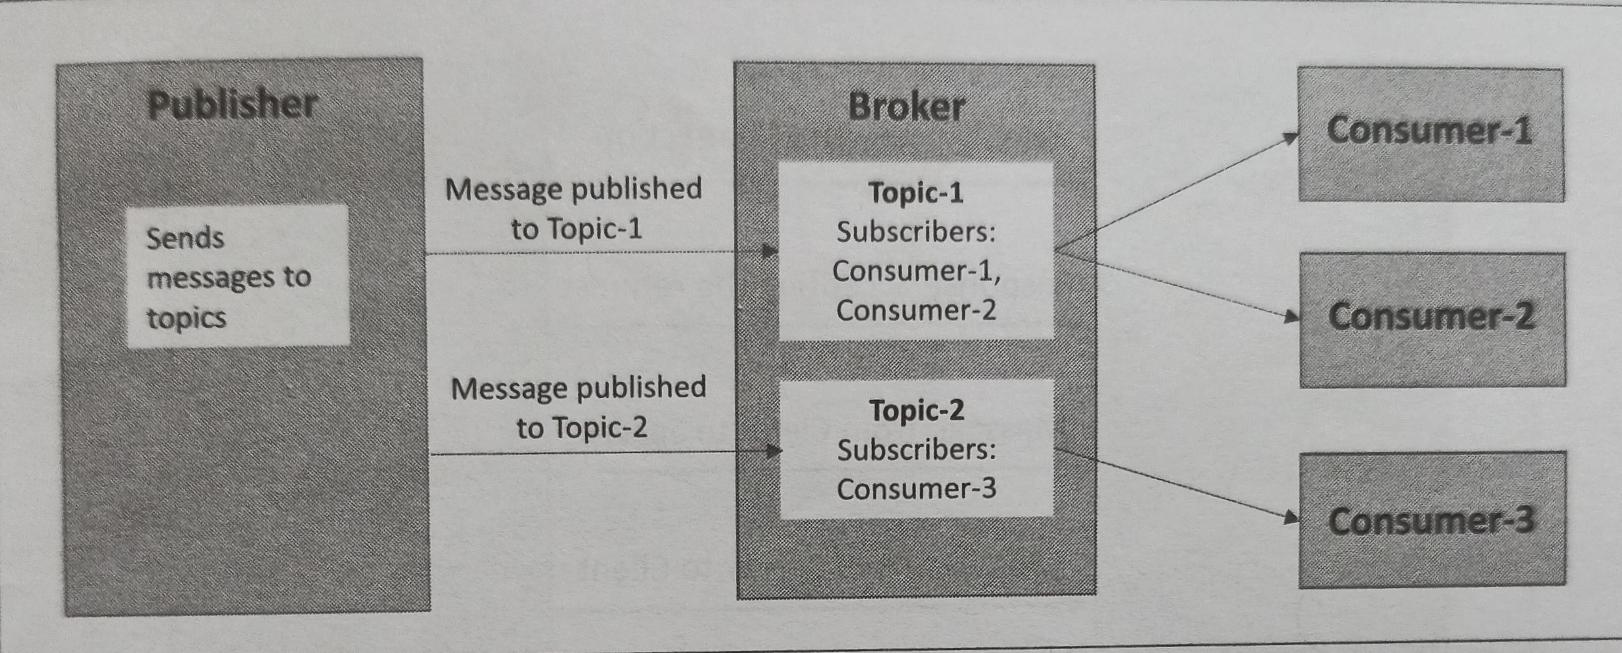 Publisher
Sends
messages to
topics
Message published
to Topic-1
Message published
to Topic-2
Broker
Topic-1
Subscribers:
Consumer-1,
Consumer-2
Topic-2
Subscribers:
Consumer-3
Consumer-1
Consumer-2
Consumer-3